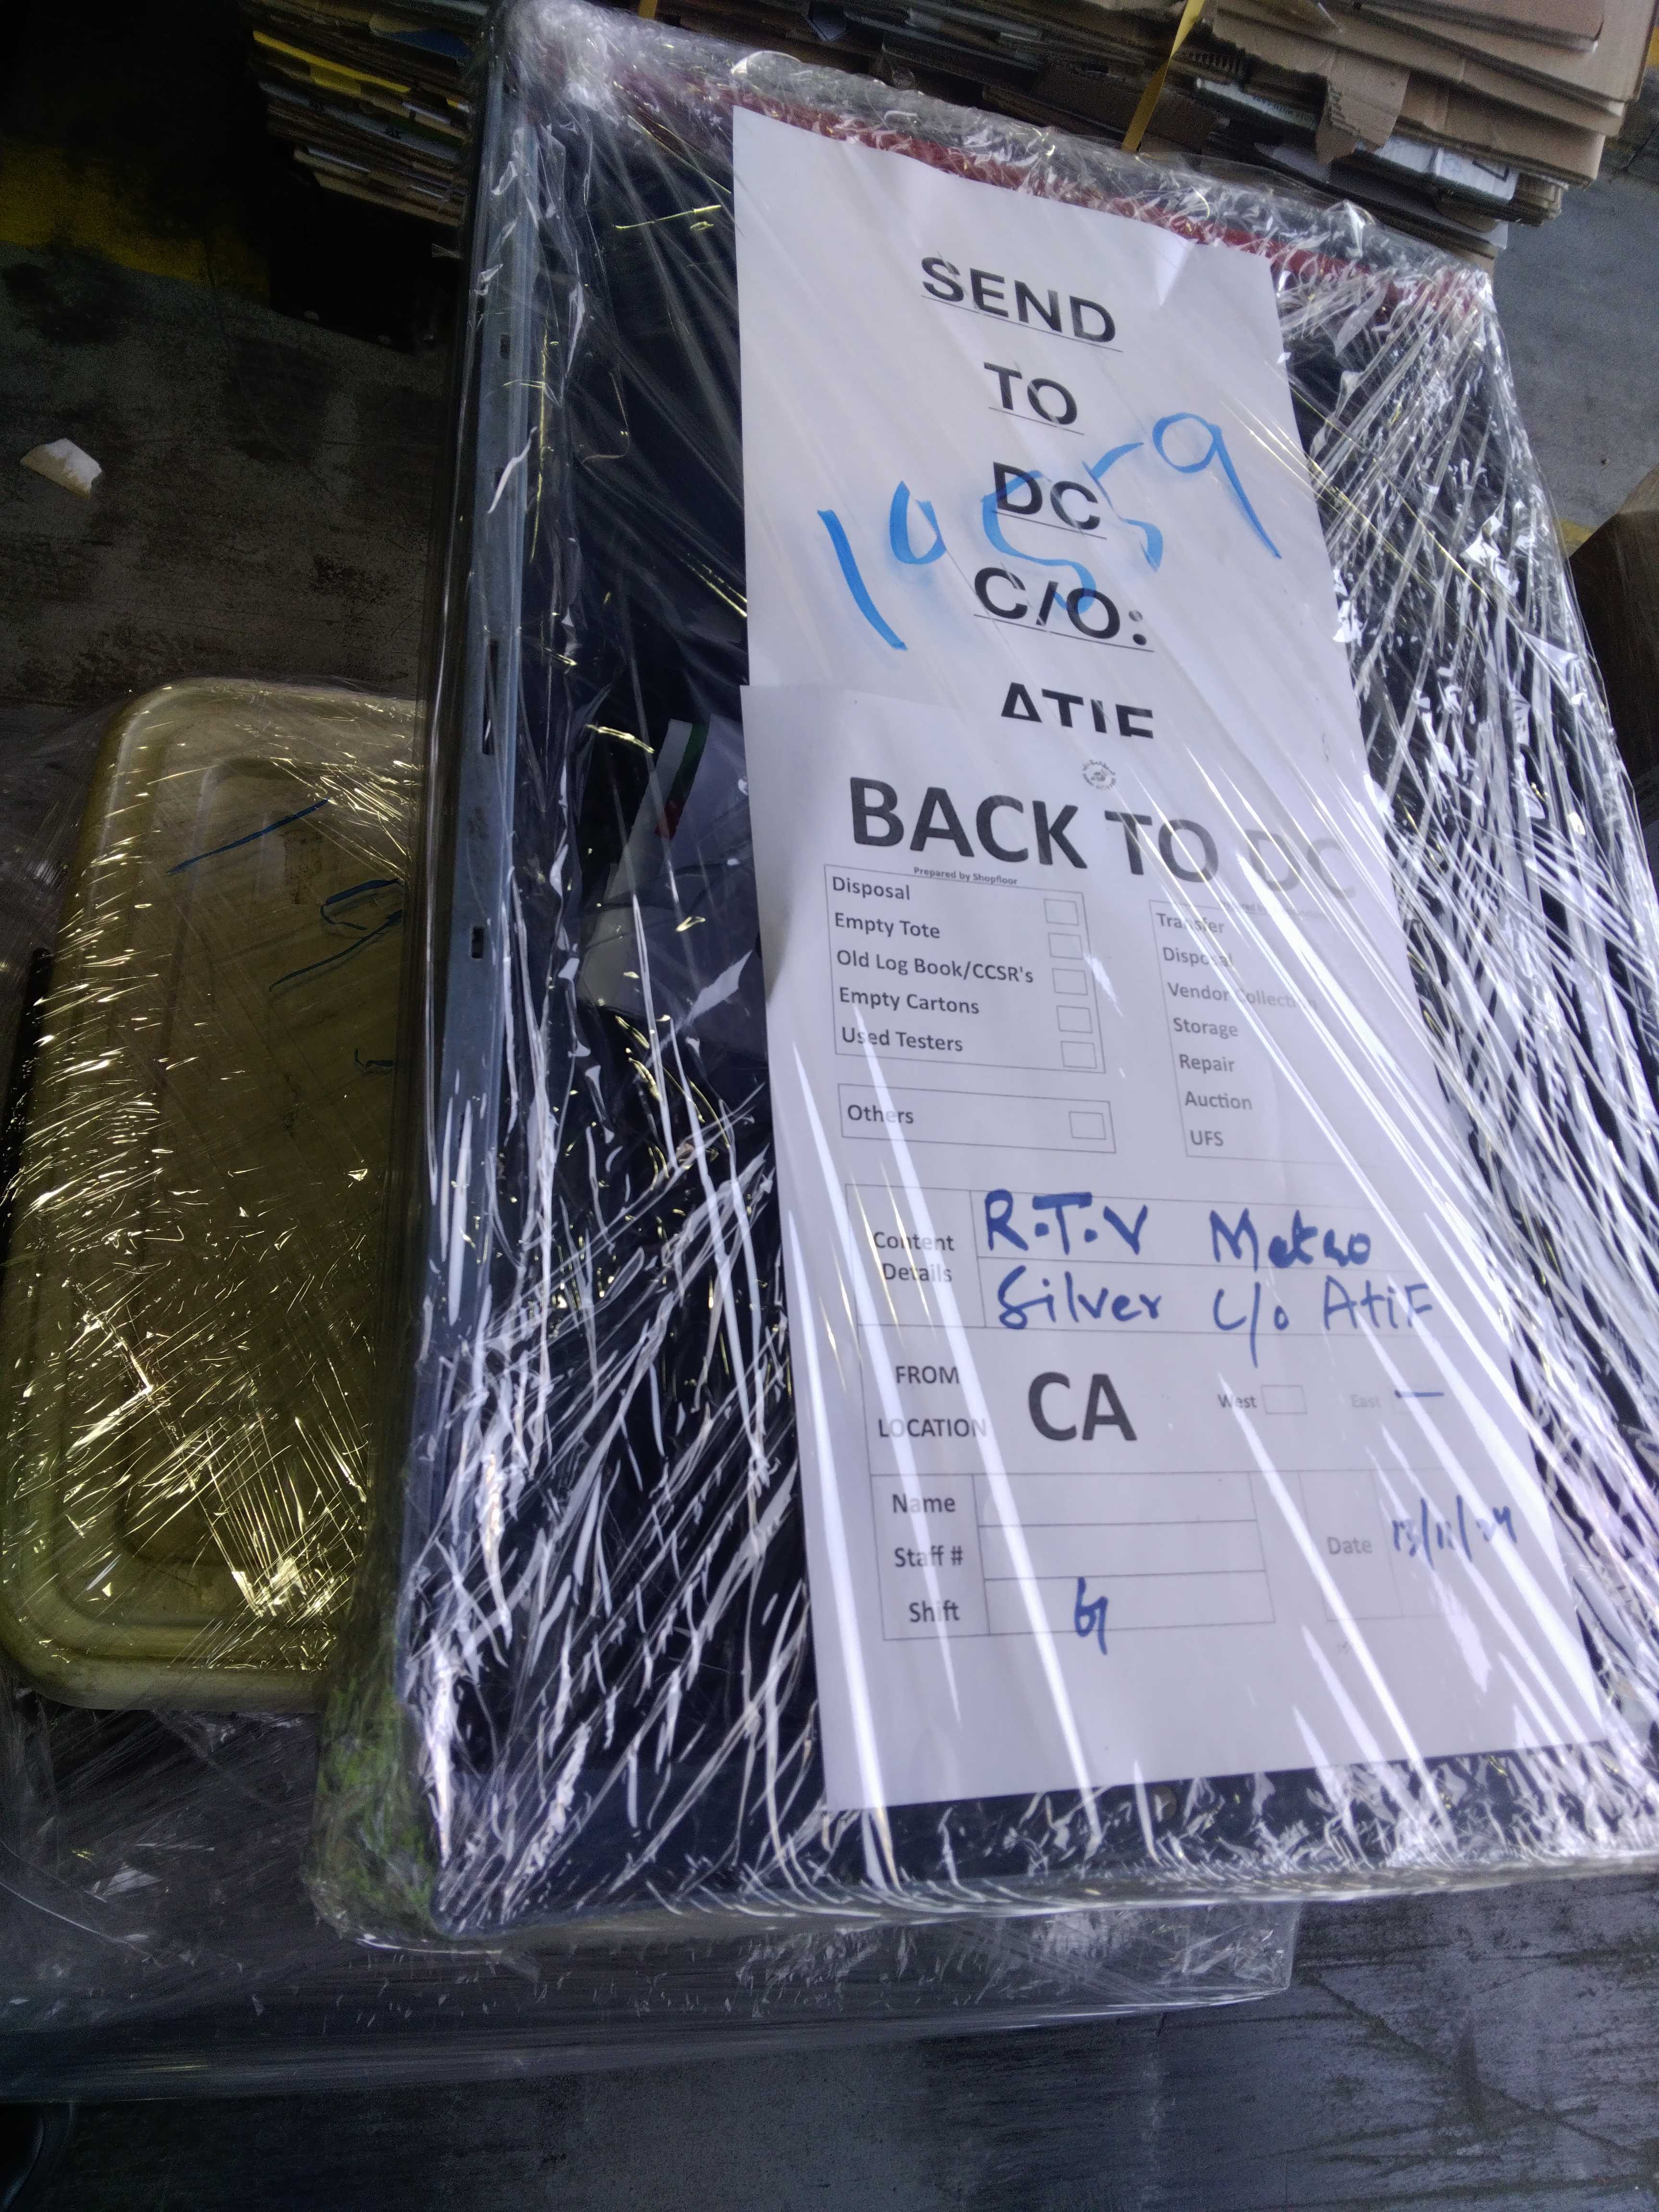 SEND
TO
DC
C/O:
ATIF
BACK TO DC
Prepared by Shopfloor
Disposal
Empty Tote
Old Log Book/CCSR's
Empty Cartons
Used Testers
Others
Transfer
Disposal
Vendor Collection
Storage
Repair
Auction
UFS
Content Details
R.T.V Metro
Silver c/o Atif
FROM LOCATION CA West East
Name
Staff #
Shift G
Date